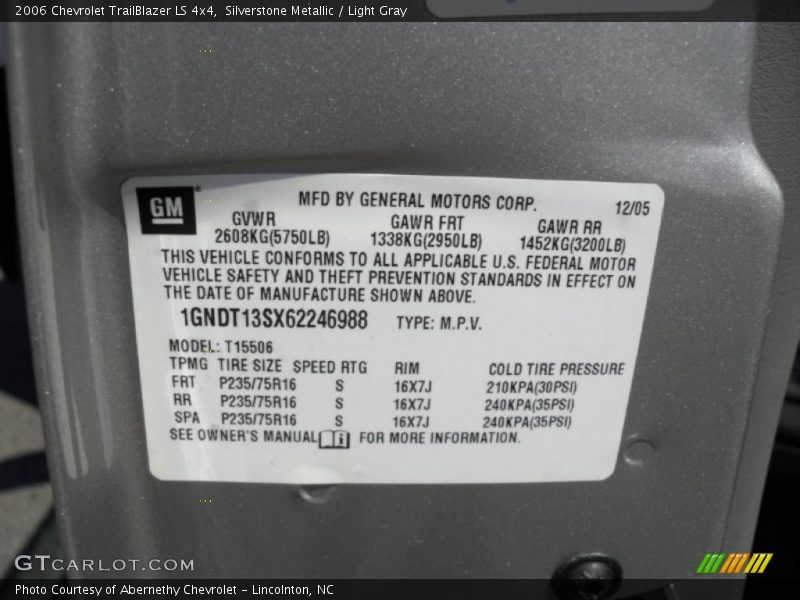 2006 Chevrolet TrailBlazer LS 4x4, Silverstone Metallic / Light Gray
GM
MFD BY GENERAL MOTORS CORP. 12/05
GVWR GAWR FRT GAWR RR
2608KG(5750LB) 1338KG(2950LB) 1452KG(3200LB)
THIS VEHICLE CONFORMS TO ALL APPLICABLE U.S. FEDERAL MOTOR
VEHICLE SAFETY AND THEFT PREVENTION STANDARDS IN EFFECT ON
THE DATE OF MANUFACTURE SHOWN ABOVE.
1GNDT13SX62246988 TYPE: M.P.V.
MODEL: T15506
TPMG TIRE SIZE SPEED RTG RIM COLD TIRE PRESSURE
FRT P235/75R16 S 16X7J 210KPA(30PSI)
RR P235/75R16 S 16X7J 240KPA(35PSI)
SPA P235/75R16 S 16X7J 240KPA(35PSI)
SEE OWNER'S MANUAL i FOR MORE INFORMATION.
GTCARLOT.COM
Photo Courtesy of Abernethy Chevrolet - Lincolnton, NC